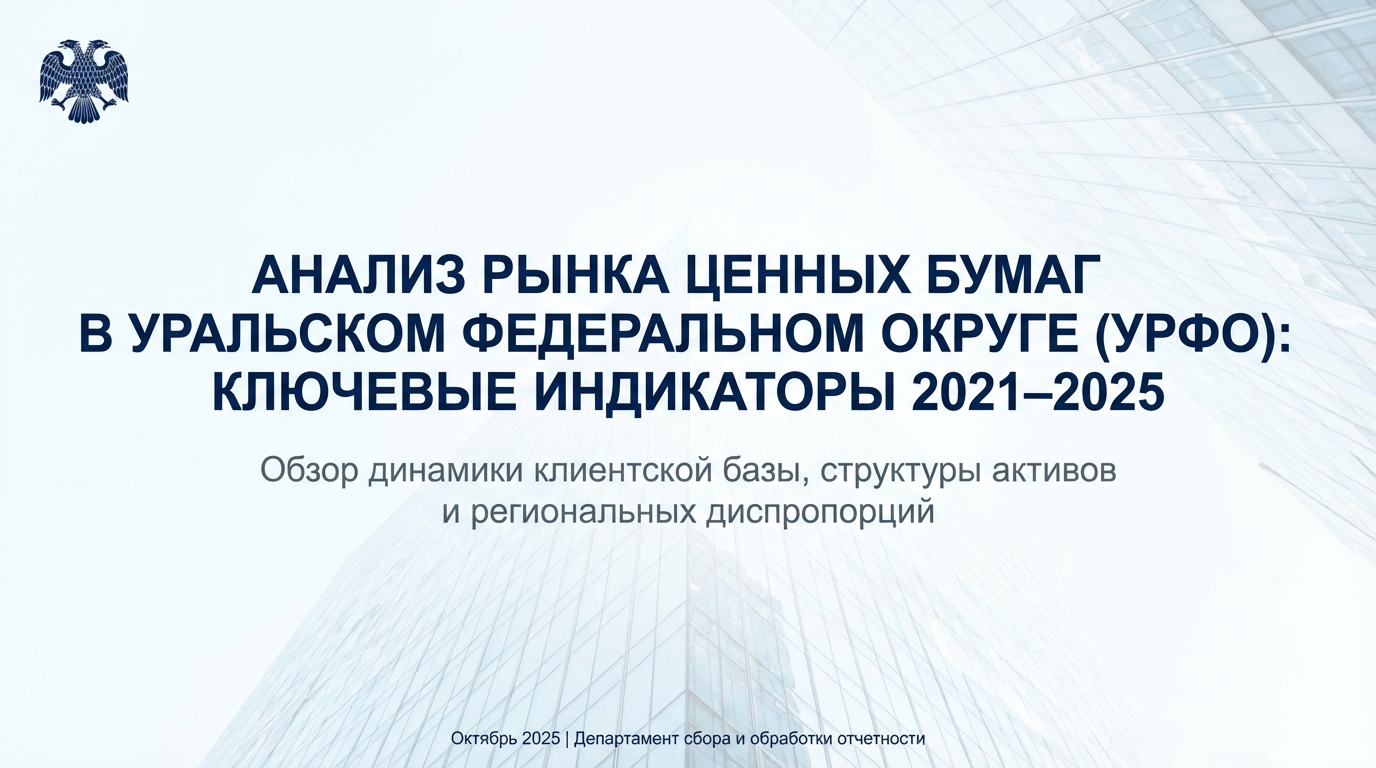 АНАЛИЗ РЫНКА ЦЕННЫХ БУМАГ
В УРАЛЬСКОМ ФЕДЕРАЛЬНОМ ОКРУГЕ (УРФО):
КЛЮЧЕВЫЕ ИНДИКАТОРЫ 2021–2025
Обзор динамики клиентской базы, структуры активов
и региональных диспропорций
Октябрь 2025 | Департамент сбора и обработки отчетности